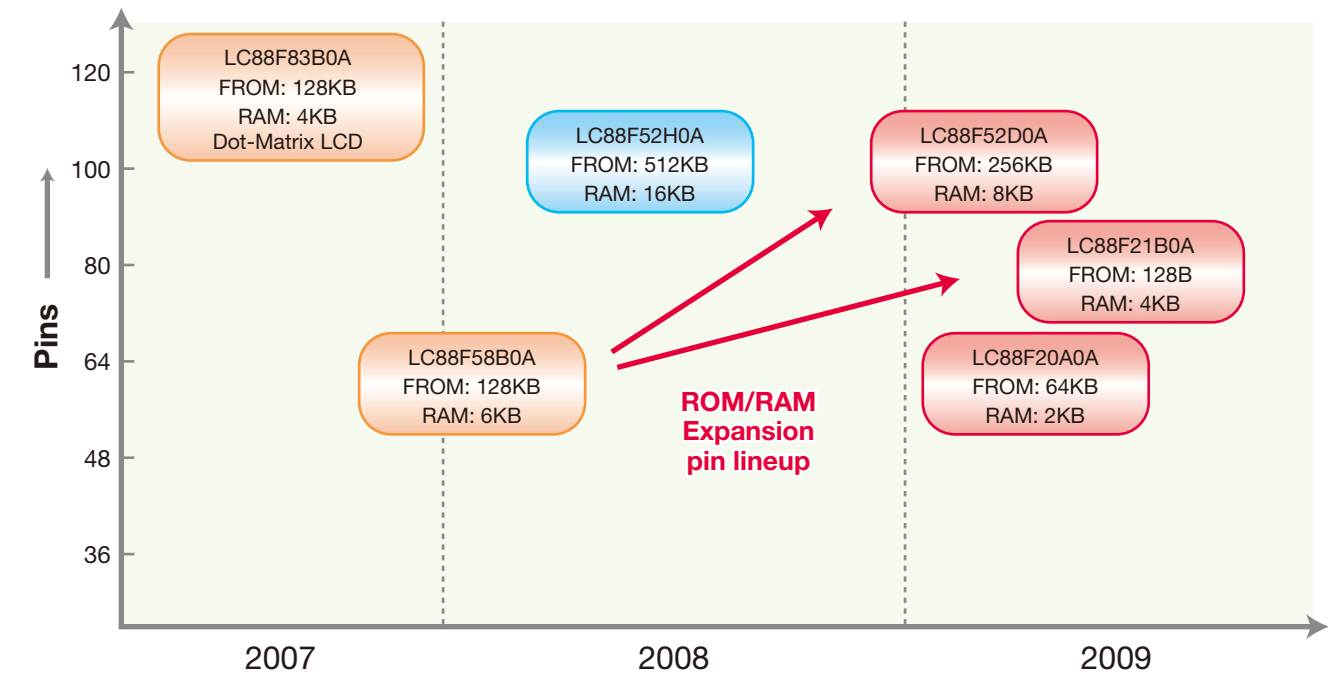 120
100
80
64
48
36
Pins
LC88F83B0A
FROM: 128KB
RAM: 4KB
Dot-Matrix LCD
LC88F52H0A
FROM: 512KB
RAM: 16KB
LC88F52D0A
FROM: 256KB
RAM: 8KB
LC88F21B0A
FROM: 128B
RAM: 4KB
LC88F58B0A
FROM: 128KB
RAM: 6KB
LC88F20A0A
FROM: 64KB
RAM: 2KB
ROM/RAM
Expansion
pin lineup
2007
2008
2009